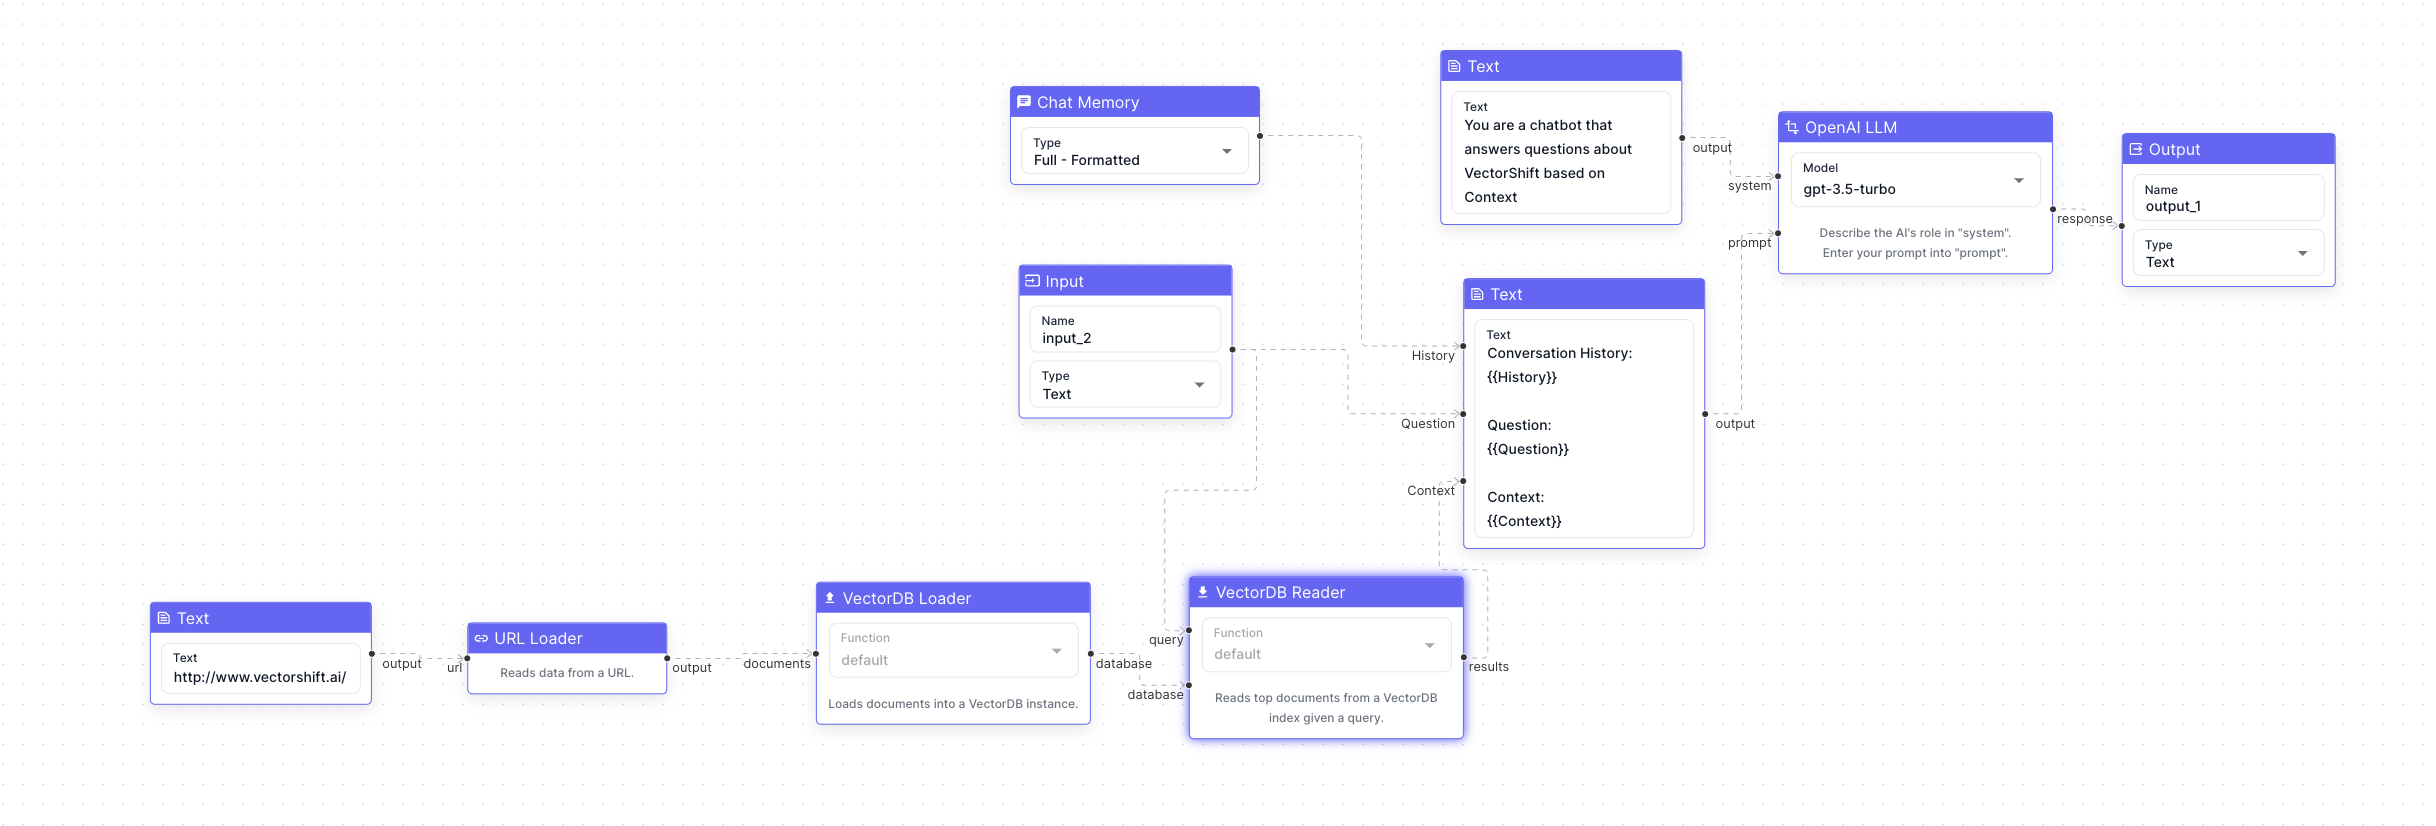 Chat Memory
Type
Full - Formatted
Text
Text
You are a chatbot that
answers questions about
VectorShift based on
Context
output
system
prompt
OpenAI LLM
Model
gpt-3.5-turbo
Describe the AI's role in "system".
Enter your prompt into "prompt".
response
Output
Name
output_1
Type
Text
Input
Name
input_2
Type
Text
History
Question
Context
Text
Text
Conversation History:
{{History}}
Question:
{{Question}}
Context:
{{Context}}
output
Text
Text
http://www.vectorshift.ai/
output
url
URL Loader
Reads data from a URL.
output
documents
VectorDB Loader
Function
default
Loads documents into a VectorDB instance.
database
query
database
VectorDB Reader
Function
default
Reads top documents from a VectorDB
index given a query.
results